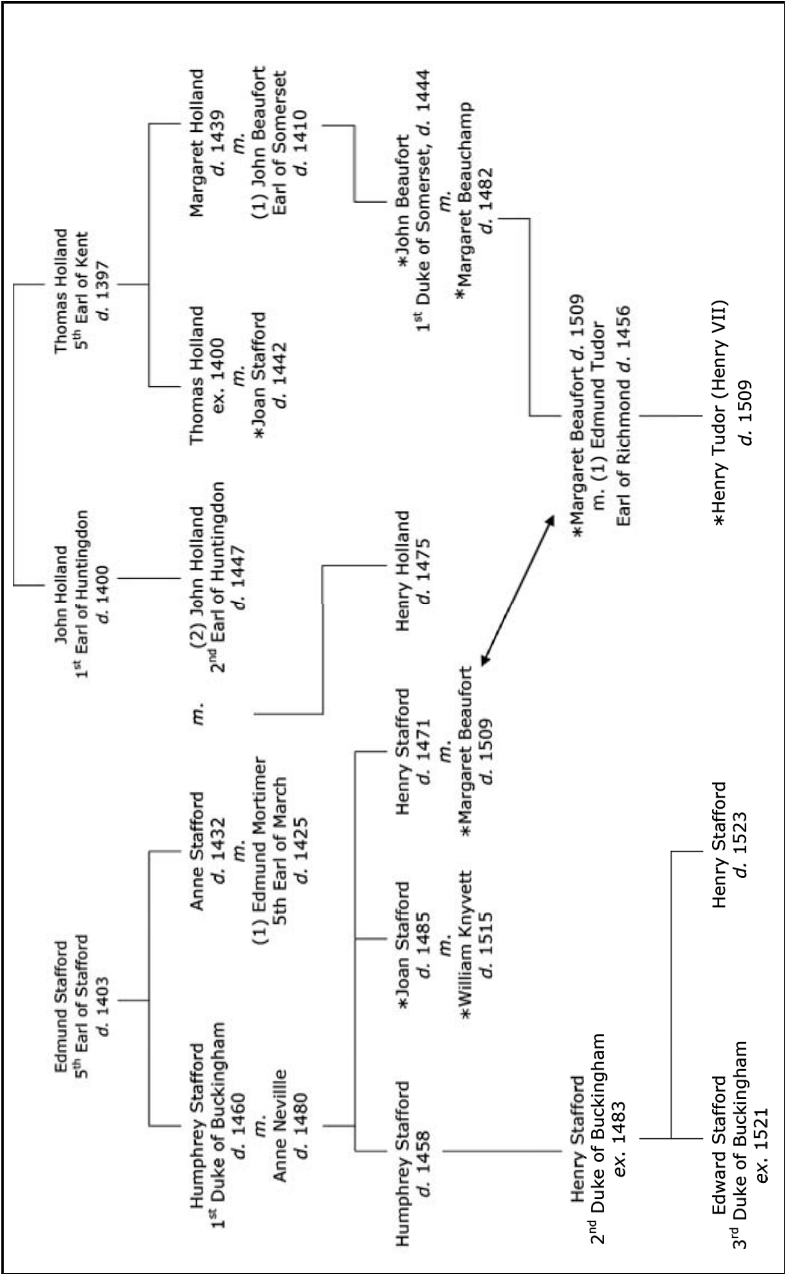 Edmund Stafford
5th Earl of Stafford
d. 1403
John Holland
1st Earl of Huntingdon
d. 1400
Thomas Holland
5th Earl of Kent
d. 1397
Humphrey Stafford
1st Duke of Buckingham
d. 1460
m.
Anne Nevillle
d. 1480
Anne Stafford
d. 1432
m.
(1) Edmund Mortimer
5th Earl of March
d. 1425
m.
(2) John Holland
2nd Earl of Huntingdon
d. 1447
Thomas Holland
ex. 1400
m.
*Joan Stafford
d. 1442
Margaret Holland
d. 1439
m.
(1) John Beaufort
Earl of Somerset
d. 1410
Humphrey Stafford
d. 1458
*Joan Stafford
d. 1485
m.
*William Knyvett
d. 1515
Henry Stafford
d. 1471
m.
*Margaret Beaufort
d. 1509
Henry Holland
d. 1475
*John Beaufort
1st Duke of Somerset, d. 1444
m.
*Margaret Beauchamp
d. 1482
Henry Stafford
2nd Duke of Buckingham
ex. 1483
*Margaret Beaufort d. 1509
m. (1) Edmund Tudor
Earl of Richmond d. 1456
Edward Stafford
3rd Duke of Buckingham
ex. 1521
Henry Stafford
d. 1523
*Henry Tudor (Henry VII)
d. 1509